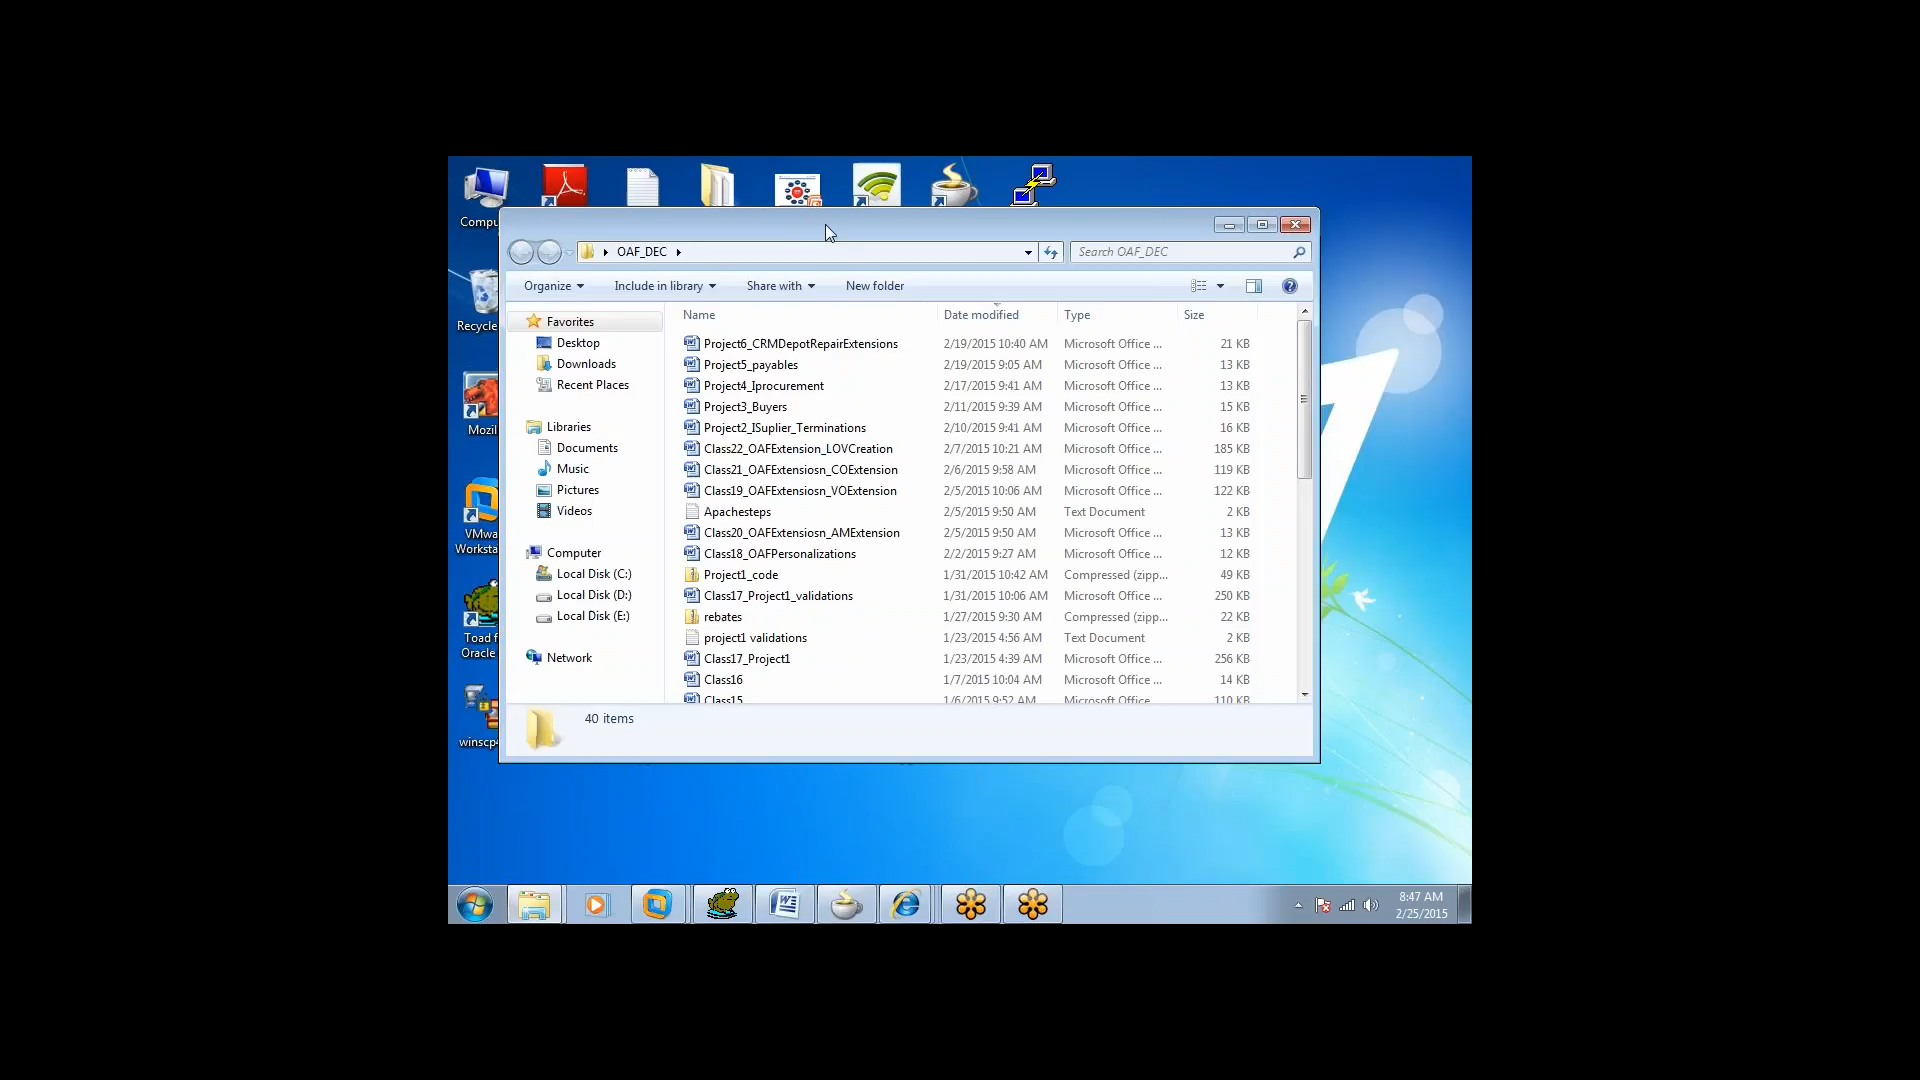 Compu
OAF_DEC
Search OAF_DEC
Organize Include in library Share with New folder
Name Date modified Type Size
Favorites
Desktop
Downloads
Recent Places
Libraries
Documents
Music
Pictures
Videos
Computer
Local Disk (C:)
Local Disk (D:)
Local Disk (E:)
Network
Project6_CRMDepotRepairExtensions 2/19/2015 10:40 AM Microsoft Office ... 21 KB
Project5_payables 2/19/2015 9:05 AM Microsoft Office ... 13 KB
Project4_Iprocurement 2/17/2015 9:41 AM Microsoft Office ... 13 KB
Project3_Buyers 2/11/2015 9:39 AM Microsoft Office ... 15 KB
Project2_ISuplier_Terminations 2/10/2015 9:41 AM Microsoft Office ... 16 KB
Class22_OAFExtension_LOVCreation 2/7/2015 10:21 AM Microsoft Office ... 185 KB
Class21_OAFExtensiosn_COExtension 2/6/2015 9:58 AM Microsoft Office ... 119 KB
Class19_OAFExtensiosn_VOExtension 2/5/2015 10:06 AM Microsoft Office ... 122 KB
Apachesteps 2/5/2015 9:50 AM Text Document 2 KB
Class20_OAFExtensiosn_AMExtension 2/5/2015 9:50 AM Microsoft Office ... 13 KB
Class18_OAFPersonalizations 2/2/2015 9:27 AM Microsoft Office ... 12 KB
Project1_code 1/31/2015 10:42 AM Compressed (zipp... 49 KB
Class17_Project1_validations 1/31/2015 10:06 AM Microsoft Office ... 250 KB
rebates 1/27/2015 9:30 AM Compressed (zipp... 22 KB
project1 validations 1/23/2015 4:56 AM Text Document 2 KB
Class17_Project1 1/23/2015 4:39 AM Microsoft Office ... 256 KB
Class16 1/7/2015 10:04 AM Microsoft Office ... 14 KB
Class15 1/6/2015 9:52 AM Microsoft Office 110 KB
40 items
Recycle
Mozil
VMwa
Worksta
Toad f
Oracle
winscp4
8:47 AM
2/25/2015